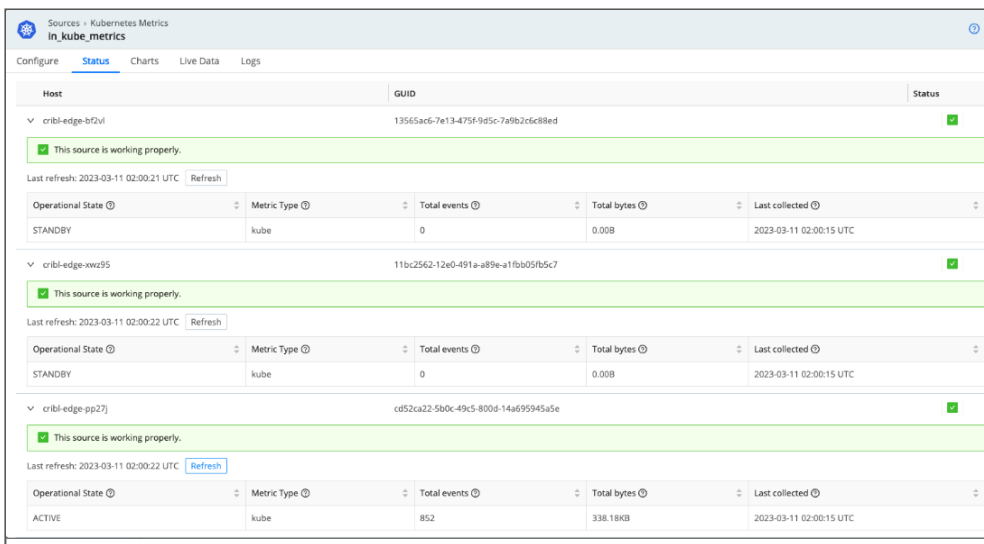 Sources > Kubernetes Metrics
in_kube_metrics
Configure Status Charts Live Data Logs
Host GUID Status
cribl-edge-bf2vl 13565ac6-7e13-475f-9d5c-7a9b2c6c88ed
This source is working properly.
Last refresh: 2023-03-11 02:00:21 UTC Refresh
Operational State Metric Type Total events Total bytes Last collected
STANDBY kube 0 0.00B 2023-03-11 02:00:15 UTC
cribl-edge-xwz95 11bc2562-12e0-491a-a89e-a1fbb05fb5c7
This source is working properly.
Last refresh: 2023-03-11 02:00:22 UTC Refresh
Operational State Metric Type Total events Total bytes Last collected
STANDBY kube 0 0.00B 2023-03-11 02:00:15 UTC
cribl-edge-pp27j cd52ca22-5b0c-49c5-800d-14a695945a5e
This source is working properly.
Last refresh: 2023-03-11 02:00:22 UTC Refresh
Operational State Metric Type Total events Total bytes Last collected
ACTIVE kube 852 338.18KB 2023-03-11 02:00:15 UTC